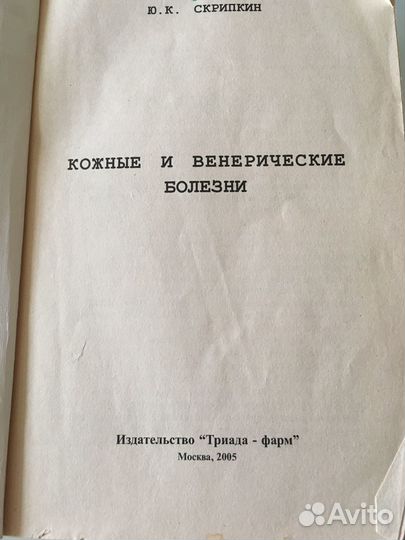 Ю.К. СКРИПКИН
КОЖНЫЕ И ВЕНЕРИЧЕСКИЕ
БОЛЕЗНИ
Издательство “Триада - фарм”
Москва, 2005
Avito